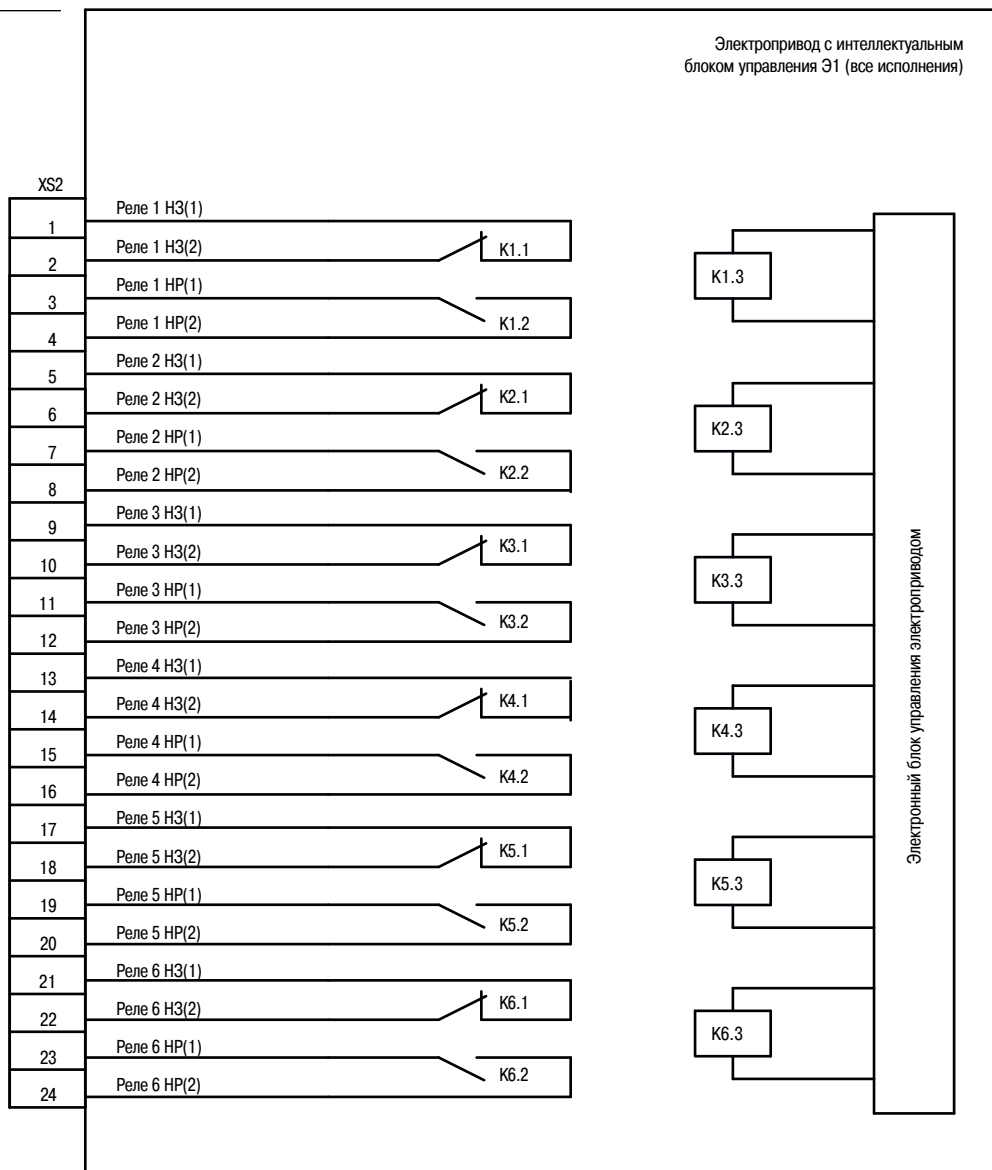 Электропривод с интеллектуальным
блоком управления Э1 (все исполнения)
XS2
1
Реле 1 НЗ(1)
2
Реле 1 НЗ(2)
K1.1
3
Реле 1 НР(1)
4
Реле 1 НР(2)
K1.2
K1.3
5
Реле 2 НЗ(1)
6
Реле 2 НЗ(2)
K2.1
7
Реле 2 НР(1)
8
Реле 2 НР(2)
K2.2
K2.3
9
Реле 3 НЗ(1)
10
Реле 3 НЗ(2)
K3.1
11
Реле 3 НР(1)
12
Реле 3 НР(2)
K3.2
K3.3
13
Реле 4 НЗ(1)
14
Реле 4 НЗ(2)
K4.1
15
Реле 4 НР(1)
16
Реле 4 НР(2)
K4.2
K4.3
17
Реле 5 НЗ(1)
18
Реле 5 НЗ(2)
K5.1
19
Реле 5 НР(1)
20
Реле 5 НР(2)
K5.2
K5.3
21
Реле 6 НЗ(1)
22
Реле 6 НЗ(2)
K6.1
23
Реле 6 НР(1)
24
Реле 6 НР(2)
K6.2
K6.3
Электронный блок управления электроприводом